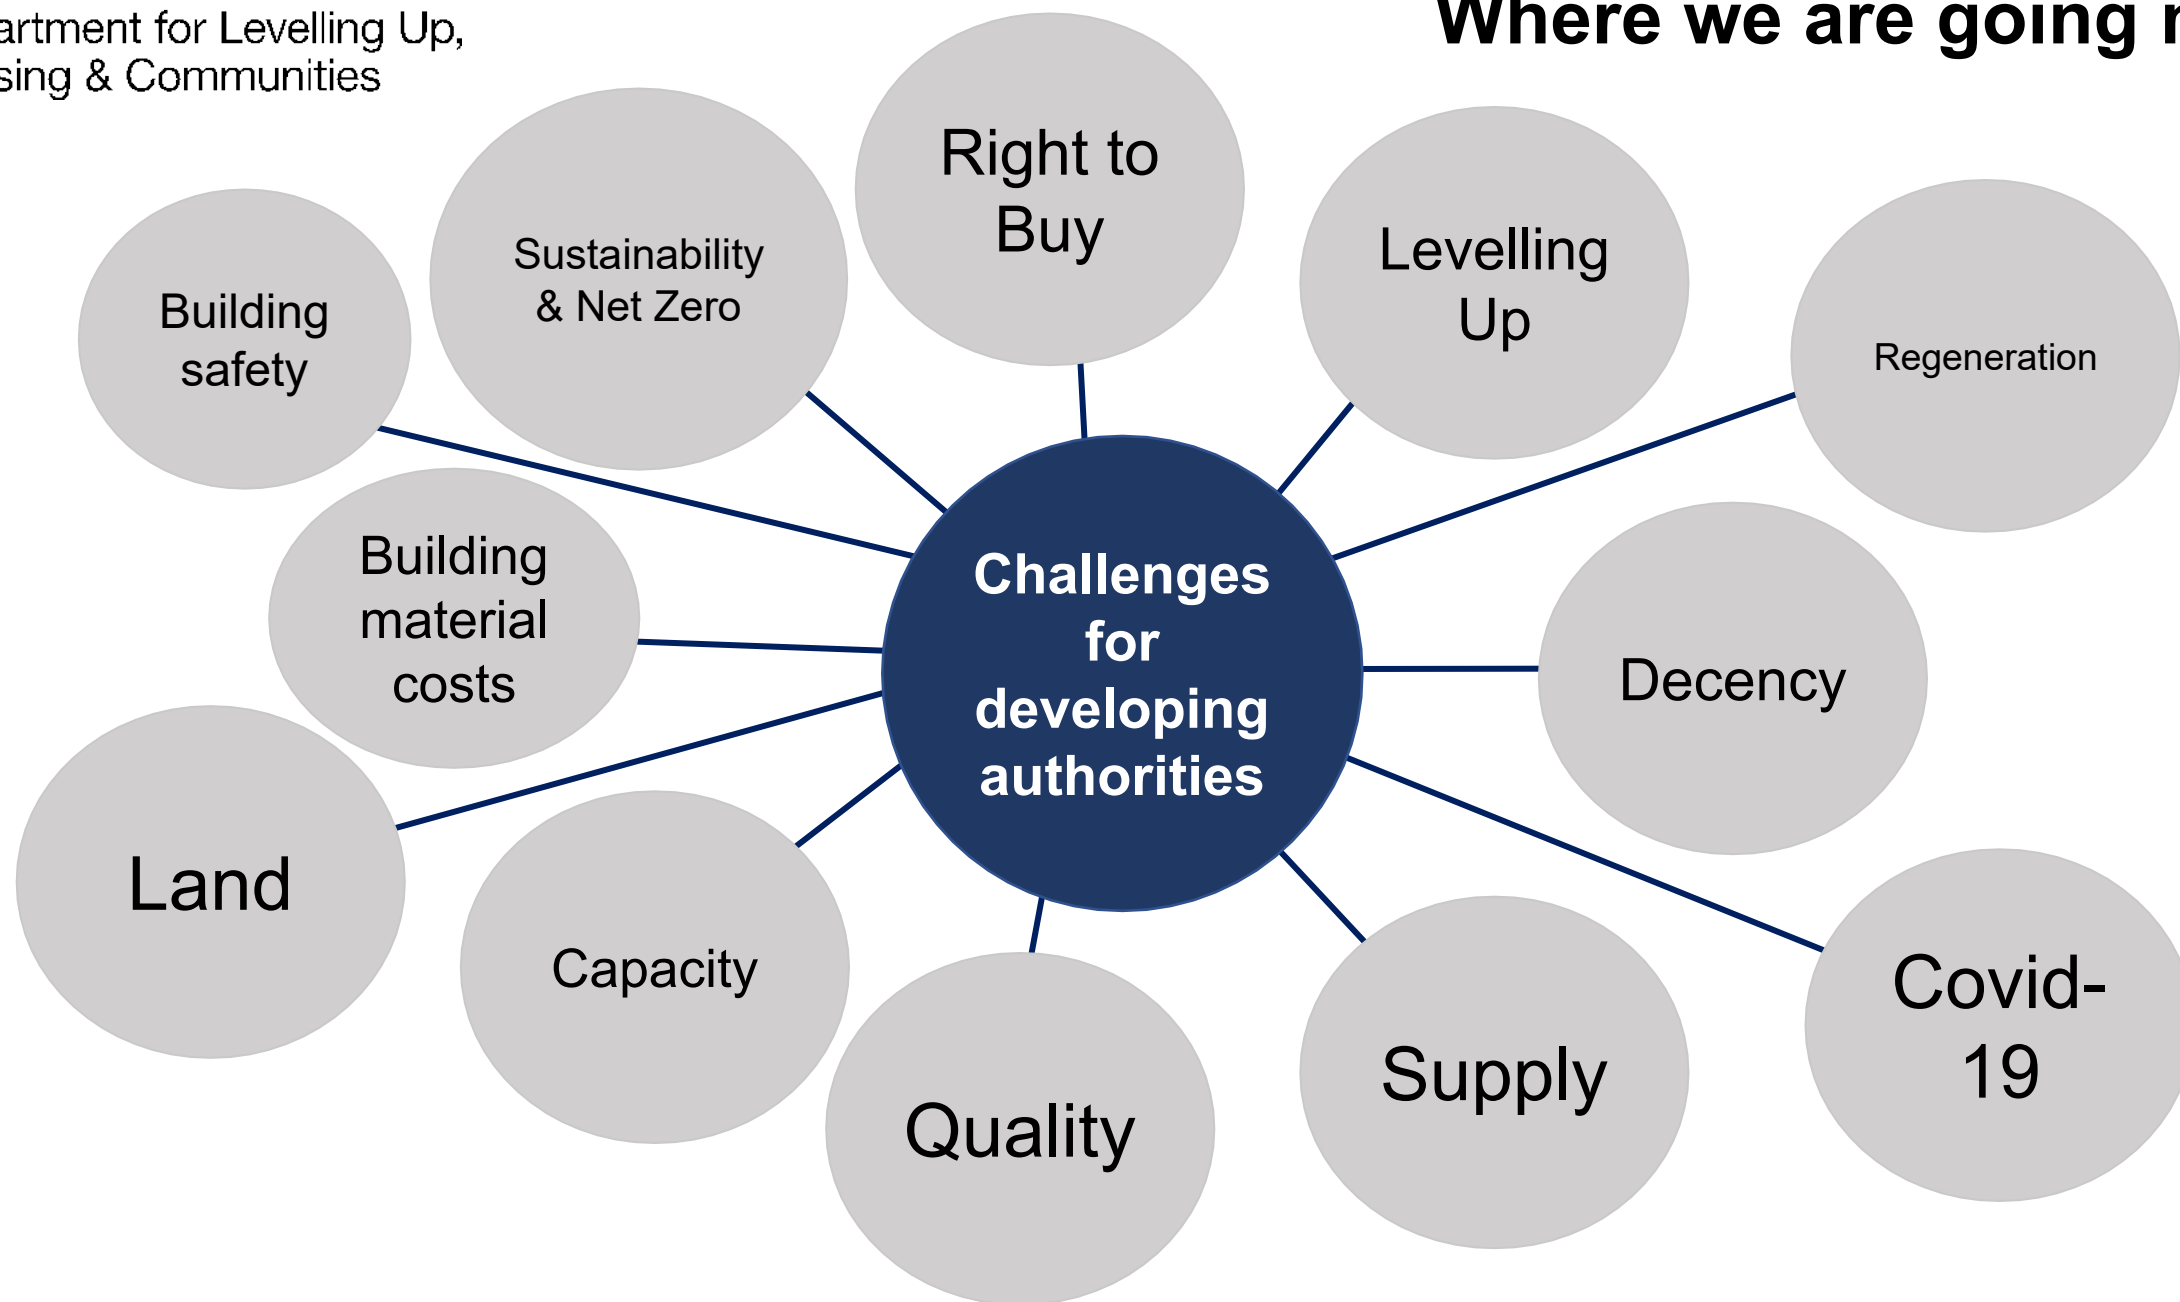 artment for Levelling Up,
sing & Communities
Where we are going
Right to
Buy
Sustainability
& Net Zero
Levelling
Up
Building
safety
Regeneration
Building
material
costs
Challenges
for
developing
authorities
Decency
Land
Capacity
Covid-
19
Supply
Quality